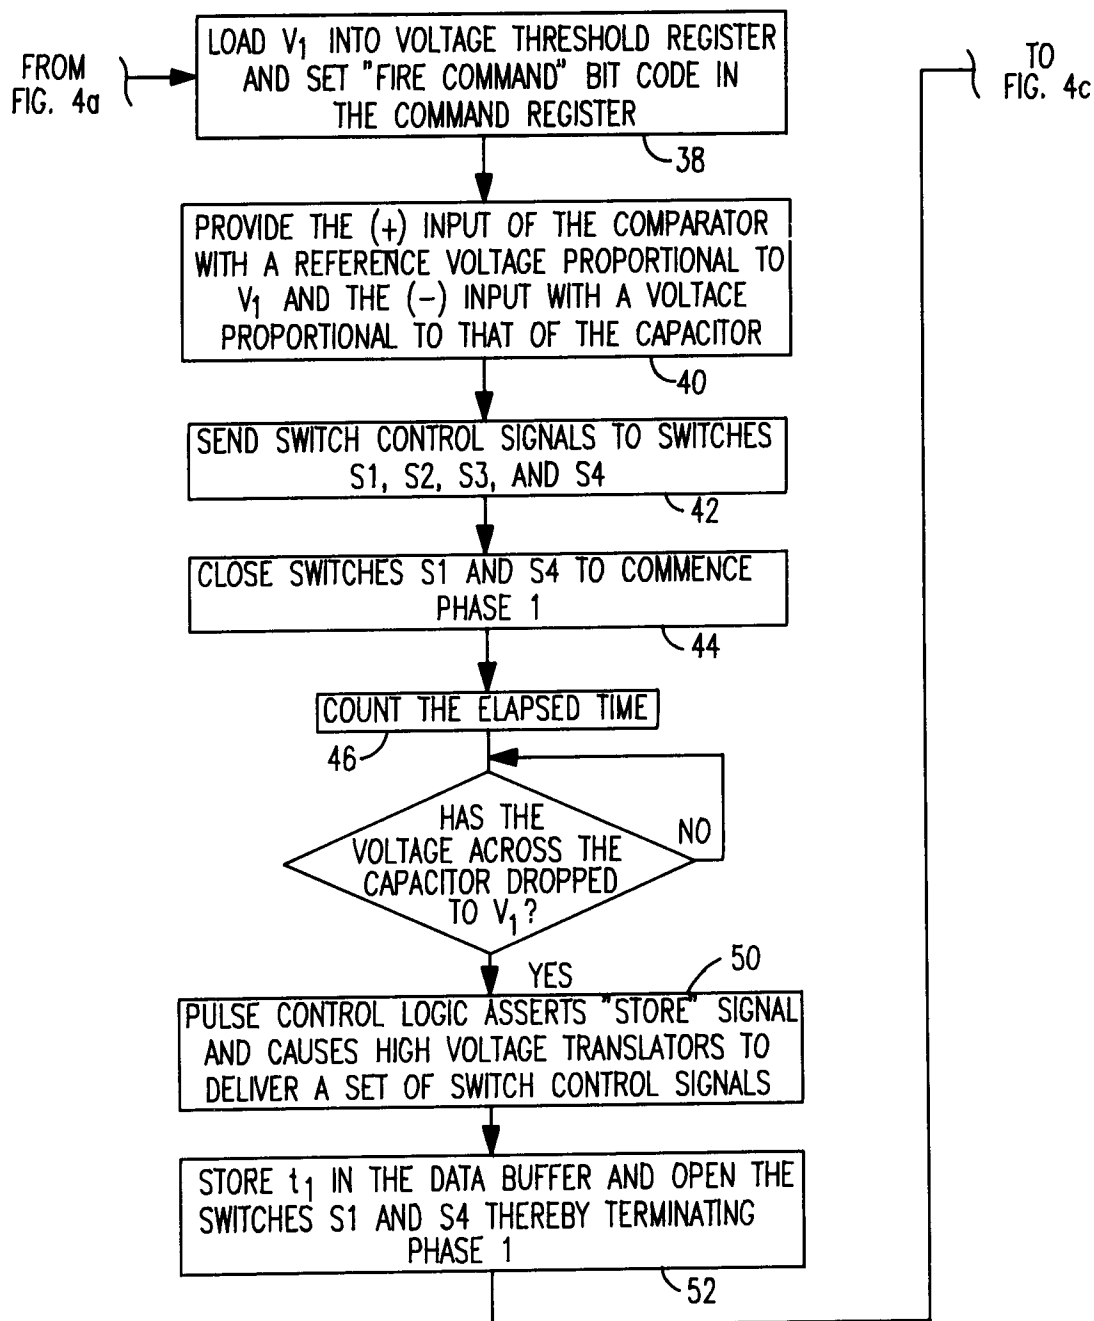 FROM
FIG. 4a
LOAD V1 INTO VOLTAGE THRESHOLD REGISTER
AND SET "FIRE COMMAND" BIT CODE IN
THE COMMAND REGISTER
38
TO
FIG. 4c
PROVIDE THE (+) INPUT OF THE COMPARATOR
WITH A REFERENCE VOLTAGE PROPORTIONAL TO
V1 AND THE (-) INPUT WITH A VOLTACE
PROPORTIONAL TO THAT OF THE CAPACITOR
40
SEND SWITCH CONTROL SIGNALS TO SWITCHES
S1, S2, S3, AND S4
42
CLOSE SWITCHES S1 AND S4 TO COMMENCE
PHASE 1
44
COUNT THE ELAPSED TIME
46
HAS THE
VOLTAGE ACROSS THE
CAPACITOR DROPPED
TO V1?
NO
YES
50
PULSE CONTROL LOGIC ASSERTS "STORE" SIGNAL
AND CAUSES HIGH VOLTAGE TRANSLATORS TO
DELIVER A SET OF SWITCH CONTROL SIGNALS
STORE t1 IN THE DATA BUFFER AND OPEN THE
SWITCHES S1 AND S4 THEREBY TERMINATING
PHASE 1
52